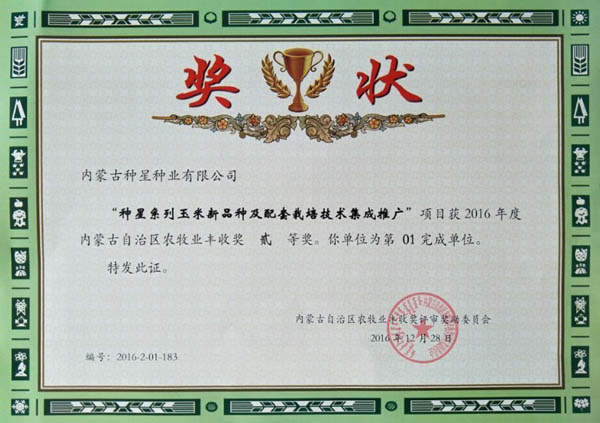 奖状
内蒙古种星种业有限公司
“种星系列玉米新品种及配套栽培技术集成推广”项目获2016年度
内蒙古自治区农牧业丰收奖 贰 等奖。你单位为第 01完成单位。
特发此证。
内蒙古自治区农牧业丰收奖评审奖励委员会
2016年12月28日
编号：2016-2-01-183